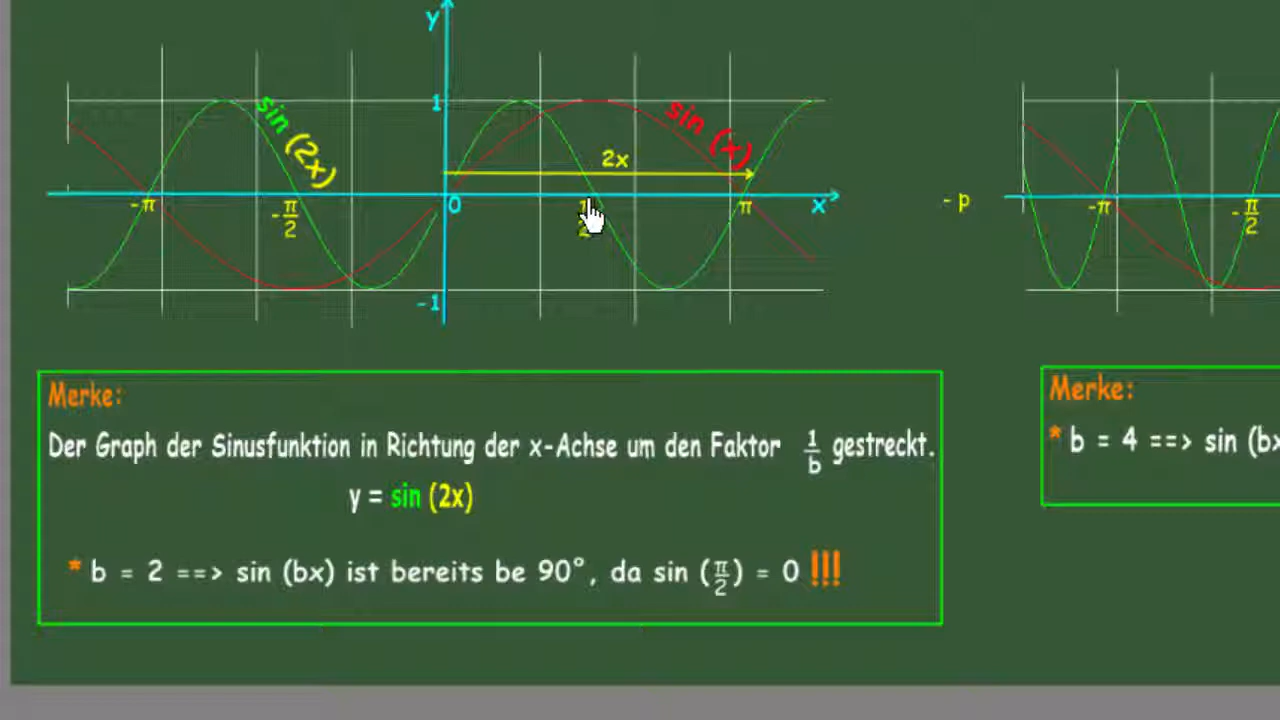 y
1
sin (2x)
sin (x)
2x
-π
-π/2
0
π
x
-1
- p
-π
-π/2
Merke:
Der Graph der Sinusfunktion in Richtung der x-Achse um den Faktor 1/b gestreckt.
y = sin (2x)
* b = 2 ==> sin (bx) ist bereits be 90°, da sin (π/2) = 0 !!!
Merke:
* b = 4 ==> sin (bx